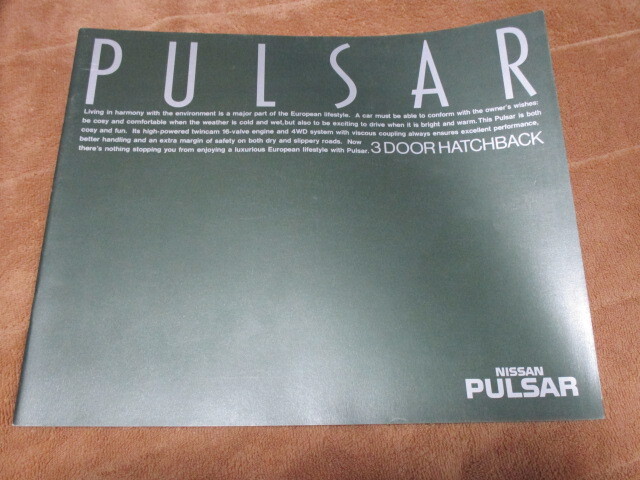 PULSAR
Living in harmony with the environment is a major part of the European lifestyle. A car must be able to conform with the owner's wishes:
be cosy and comfortable when the weather is cold and wet,but also to be exciting to drive when it is bright and warm. This Pulsar is both
cosy and fun. Its high-powered twincam 16-valve engine and 4WD system with viscous coupling always ensures excellent performance,
better handling and an extra margin of safety on both dry and slippery roads. Now
there's nothing stopping you from enjoying a luxurious European lifestyle with Pulsar. 3 DOOR HATCHBACK
NISSAN
PULSAR